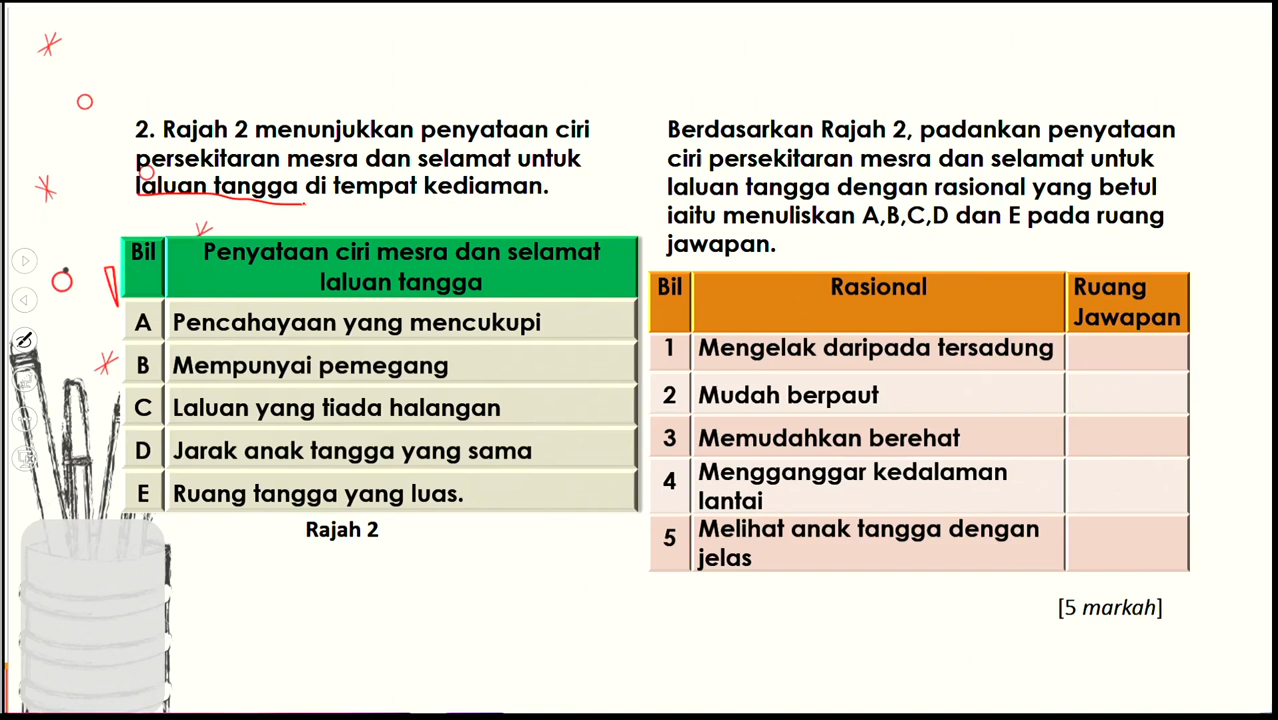 2. Rajah 2 menunjukkan penyataan ciri
persekitaran mesra dan selamat untuk
laluan tangga di tempat kediaman.
Bil Penyataan ciri mesra dan selamat
laluan tangga
A Pencahayaan yang mencukupi
B Mempunyai pemegang
C Laluan yang tiada halangan
D Jarak anak tangga yang sama
E Ruang tangga yang luas.
Rajah 2
Berdasarkan Rajah 2, padankan penyataan
ciri persekitaran mesra dan selamat untuk
laluan tangga dengan rasional yang betul
iaitu menuliskan A,B,C,D dan E pada ruang
jawapan.
Bil Rasional Ruang
Jawapan
1 Mengelak daripada tersadung
2 Mudah berpaut
3 Memudahkan berehat
4 Mengganggar kedalaman
lantai
5 Melihat anak tangga dengan
jelas
[5 markah]